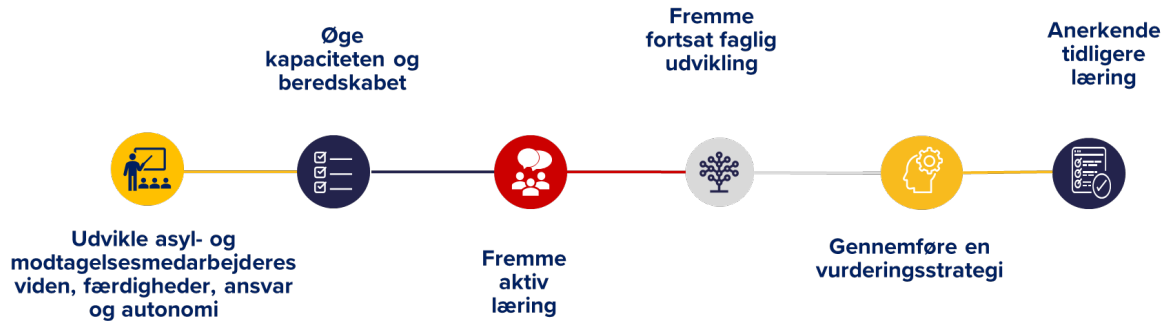 Udvikle asyl- og
modtagelsesmedarbejderes
viden, færdigheder, ansvar
og autonomi
Øge
kapaciteten og
beredskabet
Fremme
aktiv
læring
Fremme
fortsat faglig
udvikling
Gennemføre en
vurderingsstrategi
Anerkende
tidligere
læring